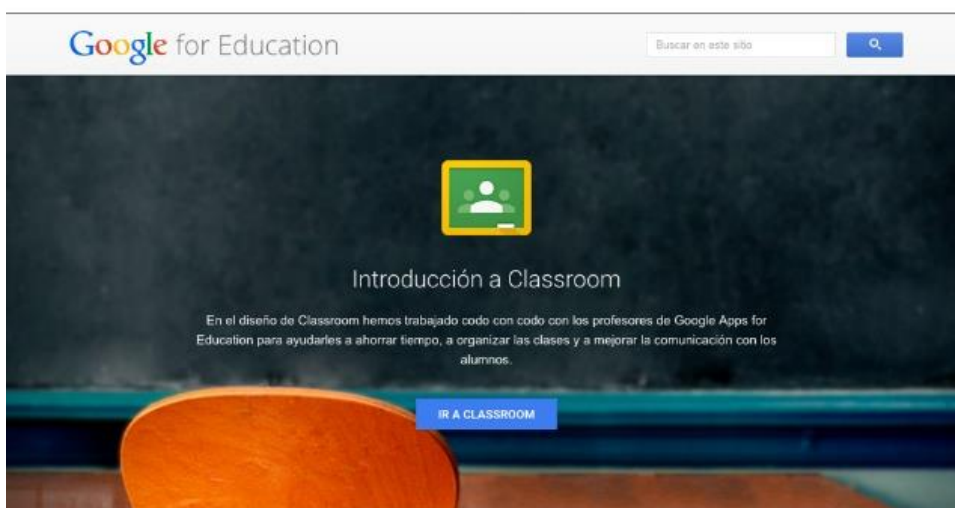 Google for Education
Buscar en este sitio
Introducción a Classroom
En el diseño de Classroom hemos trabajado codo con codo con los profesores de Google Apps for
Education para ayudarles a ahorrar tiempo, a organizar las clases y a mejorar la comunicación con los
alumnos.
IR A CLASSROOM